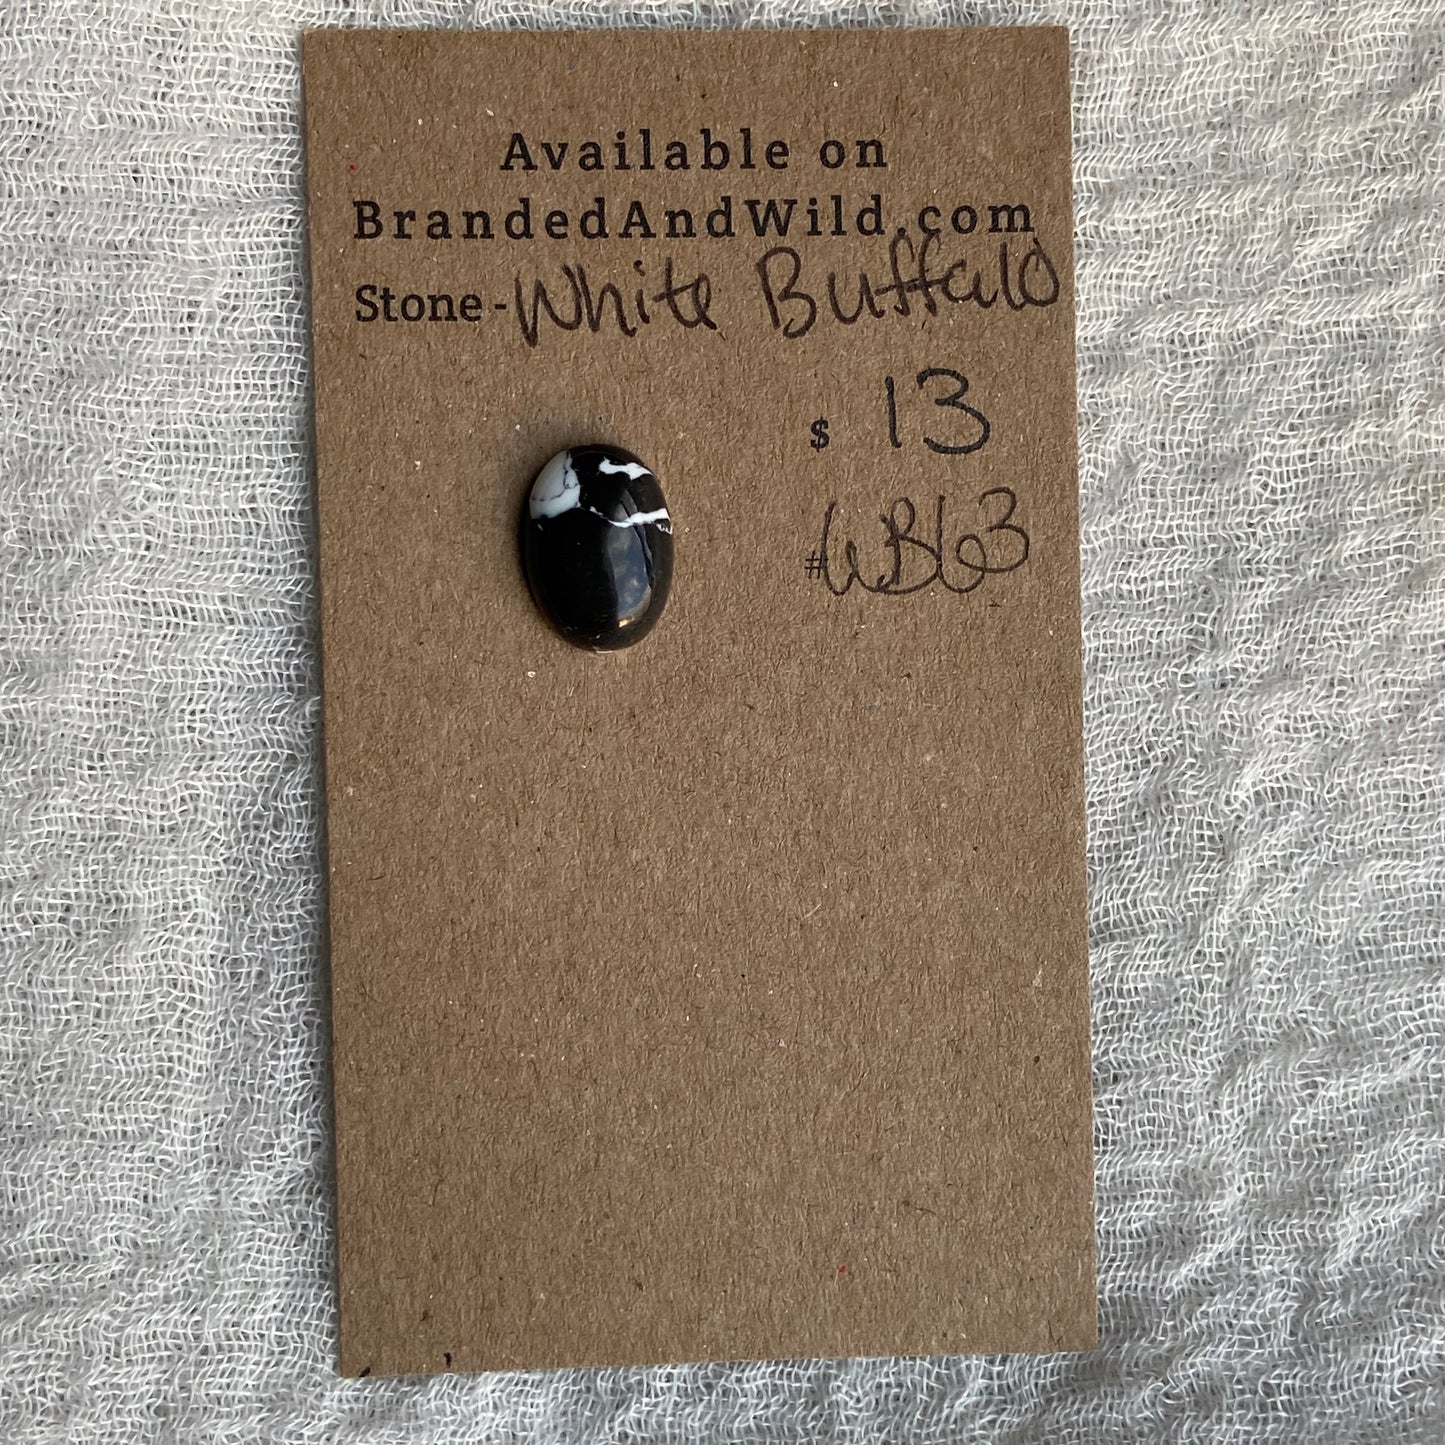 Available on
BrandedAndWild.com
Stone - White Buffalo
$ 13
#WB63